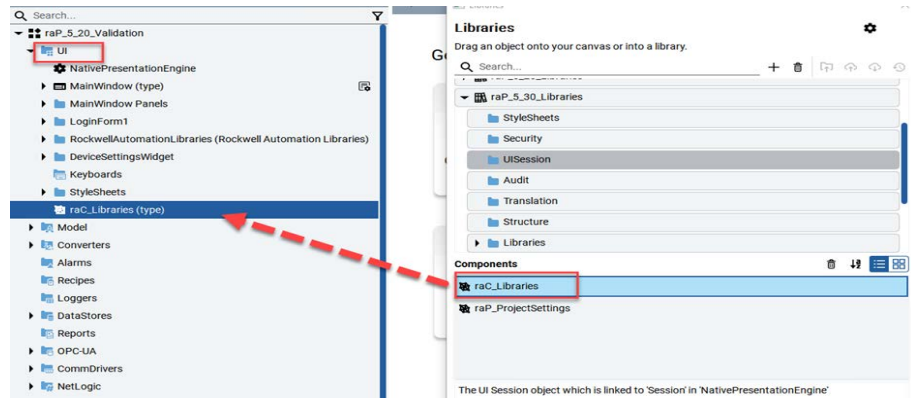 Search...
raP_5_20_Validation
UI
NativePresentationEngine
MainWindow (type)
MainWindow Panels
LoginForm1
RockwellAutomationLibraries (Rockwell Automation Libraries)
DeviceSettingsWidget
Keyboards
StyleSheets
raC_Libraries (type)
Model
Converters
Alarms
Recipes
Loggers
DataStores
Reports
OPC-UA
CommDrivers
NetLogic
Libraries
Drag an object onto your canvas or into a library.
Search...
raP_5_30_Libraries
StyleSheets
Security
UISession
Audit
Translation
Structure
Libraries
Components
raC_Libraries
raP_ProjectSettings
The UI Session object which is linked to 'Session' in 'NativePresentationEngine'